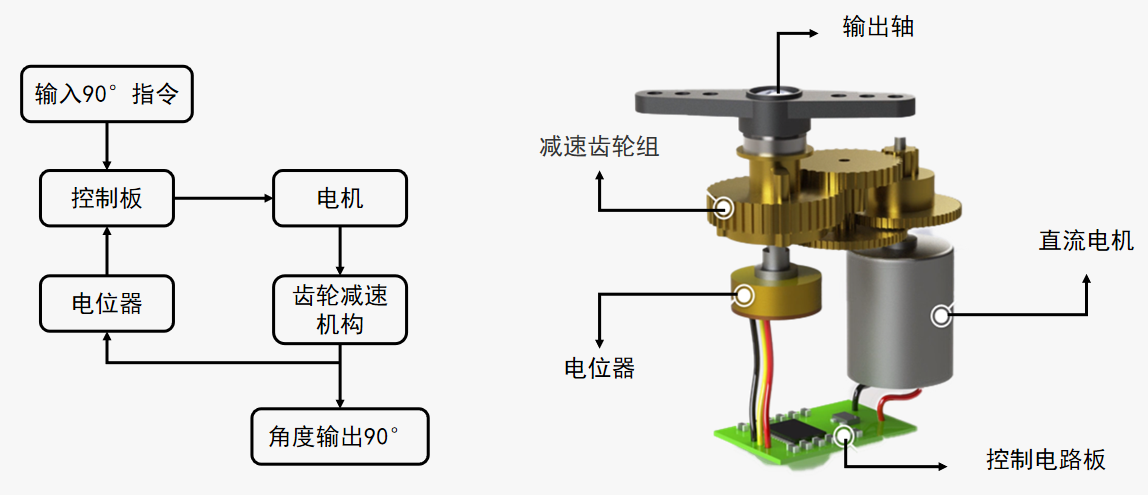 输入90°指令
控制板
电机
电位器
齿轮减速
机构
角度输出90°
输出轴
减速齿轮组
直流电机
电位器
控制电路板